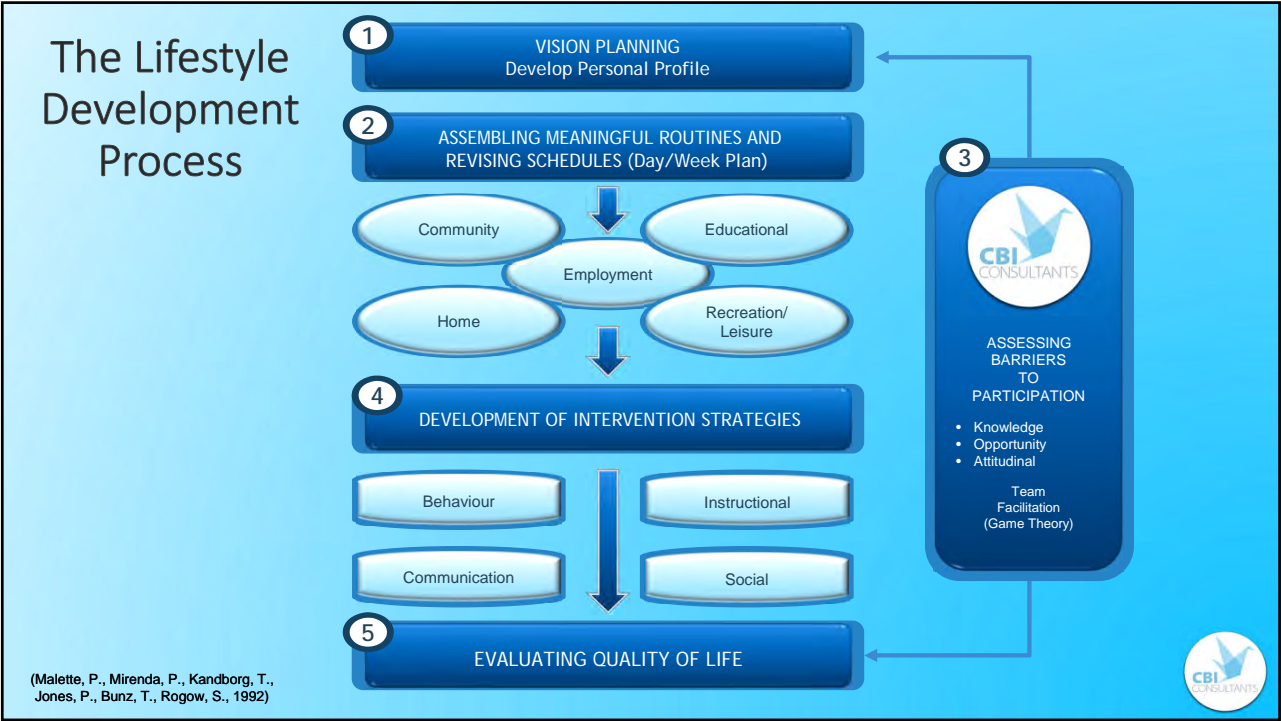 The Lifestyle
Development
Process
1
VISION PLANNING
Develop Personal Profile
2
ASSEMBLING MEANINGFUL ROUTINES AND
REVISING SCHEDULES (Day/Week Plan)
Community
Educational
Employment
Home
Recreation/
Leisure
3
CBI
CONSULTANTS
ASSESSING
BARRIERS
TO
PARTICIPATION
• Knowledge
• Opportunity
• Attitudinal
Team
Facilitation
(Game Theory)
4
DEVELOPMENT OF INTERVENTION STRATEGIES
Behaviour
Instructional
Communication
Social
5
EVALUATING QUALITY OF LIFE
(Malette, P., Mirenda, P., Kandborg, T.,
Jones, P., Bunz, T., Rogow, S., 1992)
CBI
CONSULTANTS